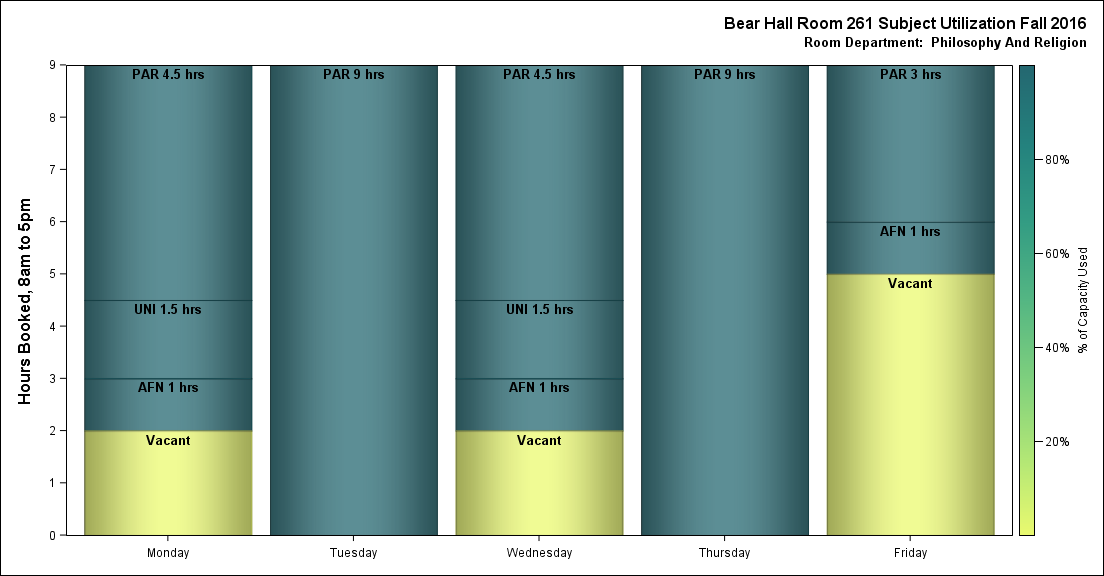 Bear Hall Room 261 Subject Utilization Fall 2016
Room Department:  Philosophy And Religion
Hours Booked, 8am to 5pm
9
8
7
6
5
4
3
2
1
0
PAR 4.5 hrs
UNI 1.5 hrs
AFN 1 hrs
Vacant
PAR 9 hrs
PAR 4.5 hrs
UNI 1.5 hrs
AFN 1 hrs
Vacant
PAR 9 hrs
PAR 3 hrs
AFN 1 hrs
Vacant
Monday
Tuesday
Wednesday
Thursday
Friday
80%
60%
40%
20%
% of Capacity Used